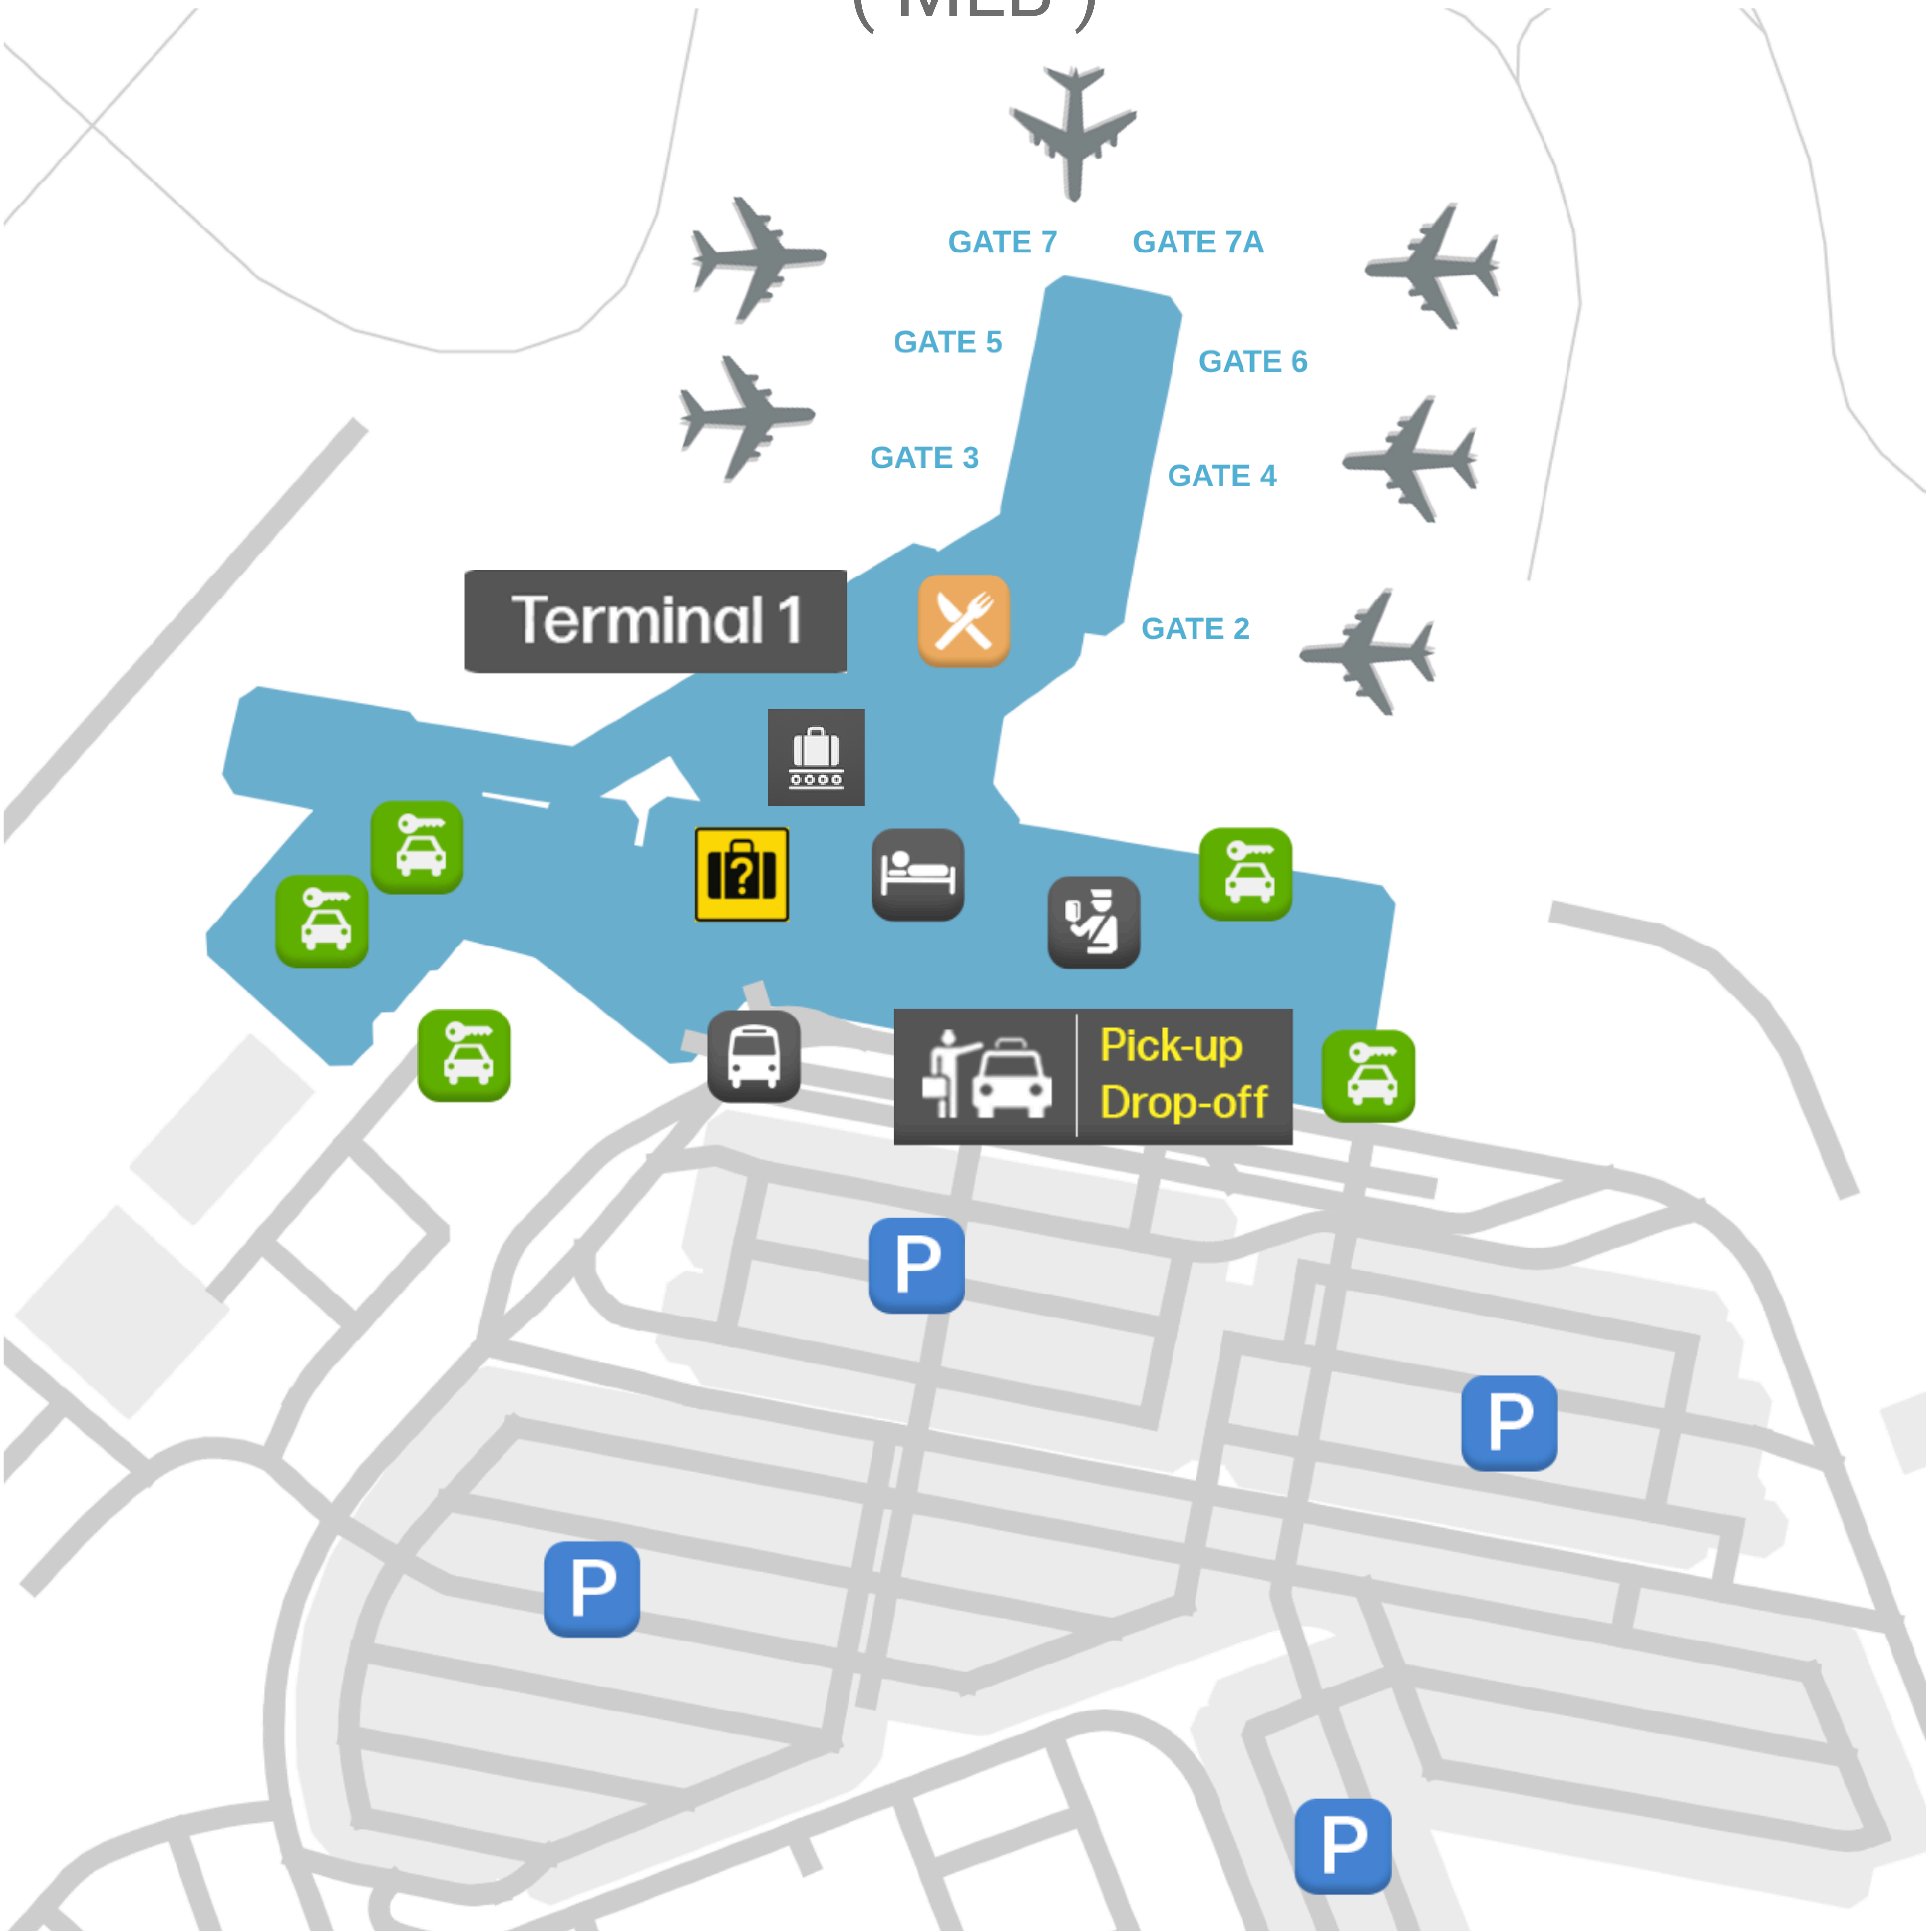 ( MEB )
GATE 7
GATE 7A
GATE 5
GATE 6
GATE 3
GATE 4
Terminal 1
GATE 2
?
Pick-up
Drop-off
P
P
P
P